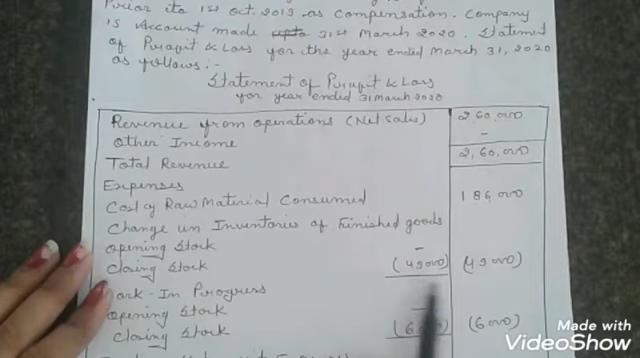 Prior to 1st Oct. 2019 as Compensation. Company
is Account made upto 31st March 2020. Statement
of Profit & Loss for the year ended March 31, 2020
as follows:-
Statement of Profit & Loss
for year ended 31 March 2020
Revenue from operations (Net Sales) 2,60,000
Other Income -
Total Revenue 2,60,000
Expenses
Cost of Raw Material Consumed 186,000
Change in Inventories of Finished goods
Opening Stock -
Closing Stock (49000) (49000)
Work-In Progress
Opening Stock -
Closing Stock (6000) (6000)
Made with
VideoShow